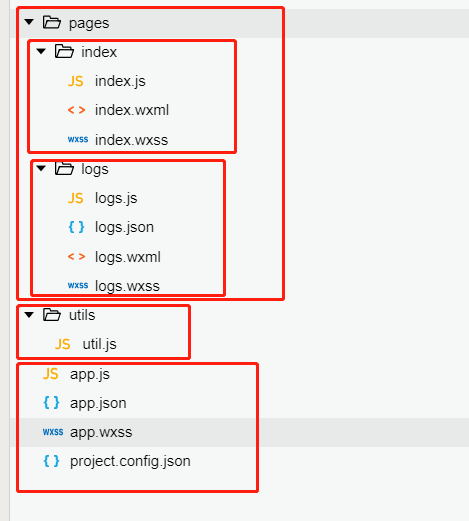 pages
index
JS index.js
< > index.wxml
wxss index.wxss
logs
JS logs.js
{ } logs.json
< > logs.wxml
wxss logs.wxss
utils
JS util.js
JS app.js
{ } app.json
wxss app.wxss
{ } project.config.json